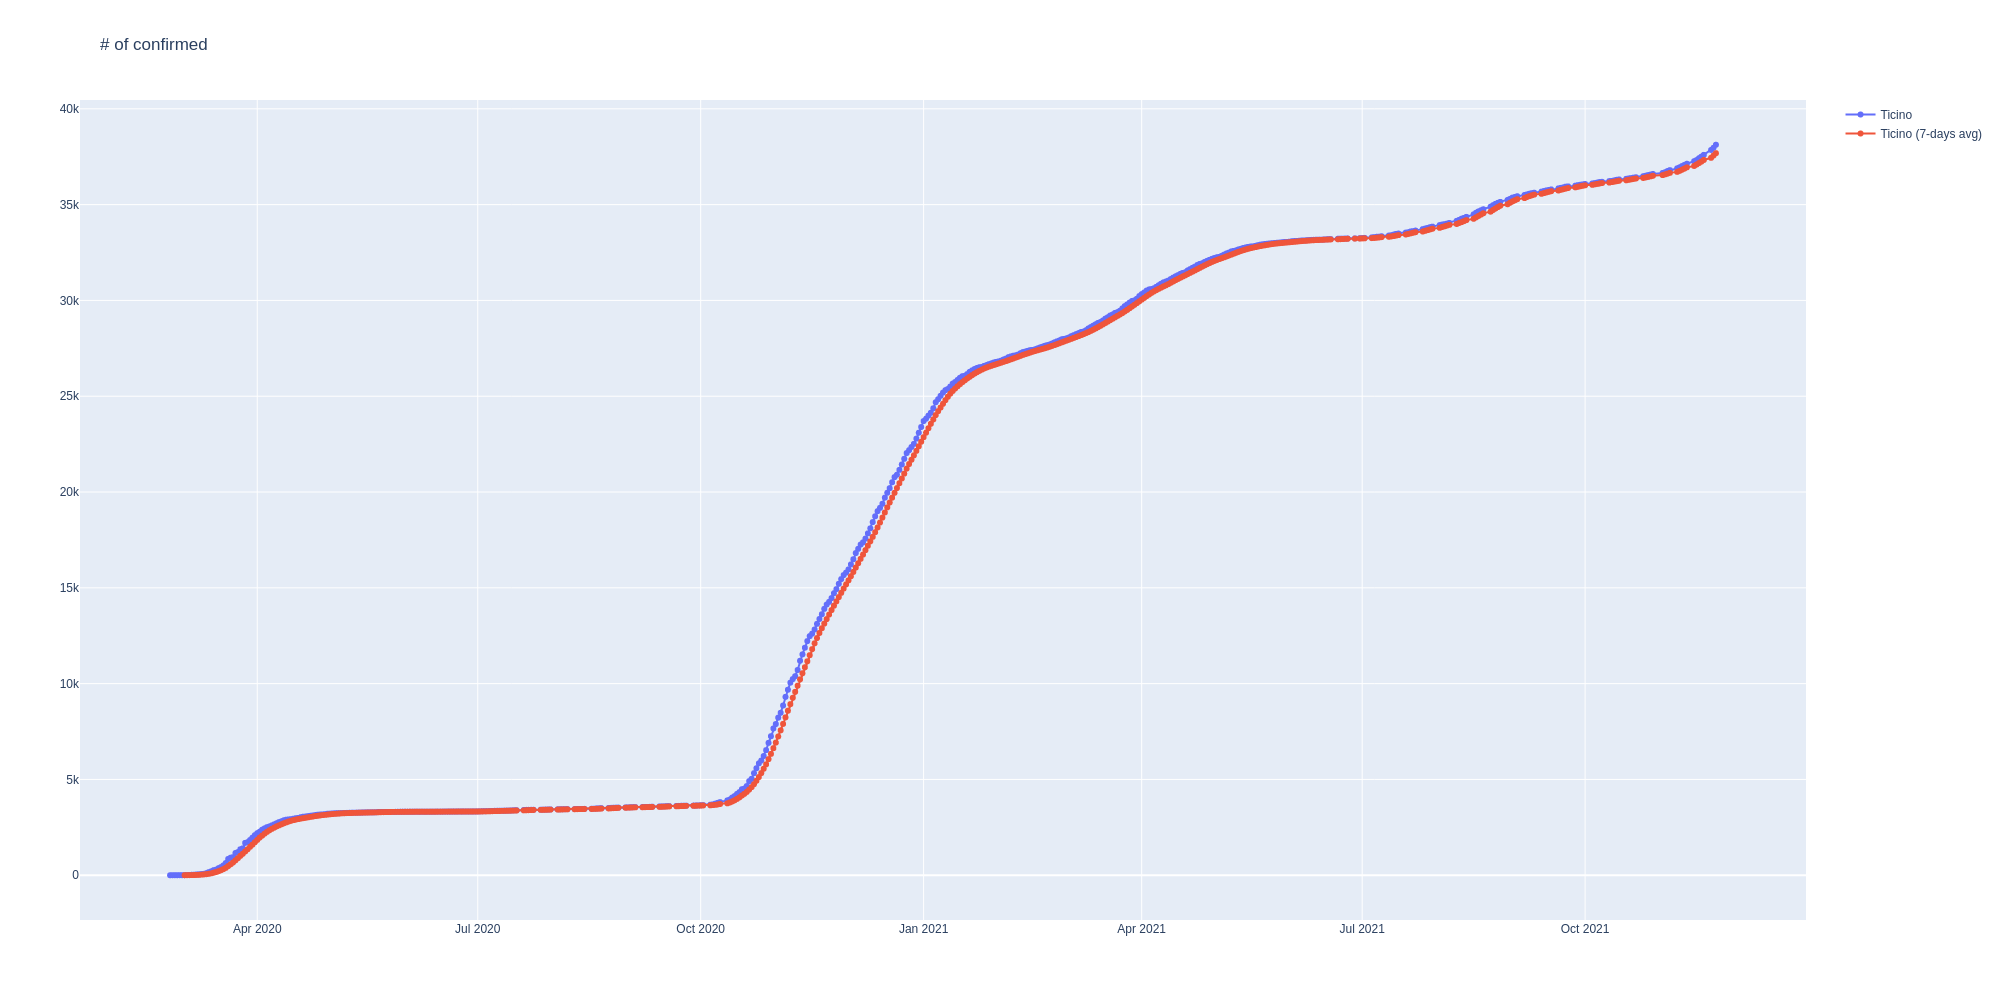 # of confirmed
40k
35k
30k
25k
20k
15k
10k
5k
0
Apr 2020
Jul 2020
Oct 2020
Jan 2021
Apr 2021
Jul 2021
Oct 2021
Ticino
Ticino (7-days avg)